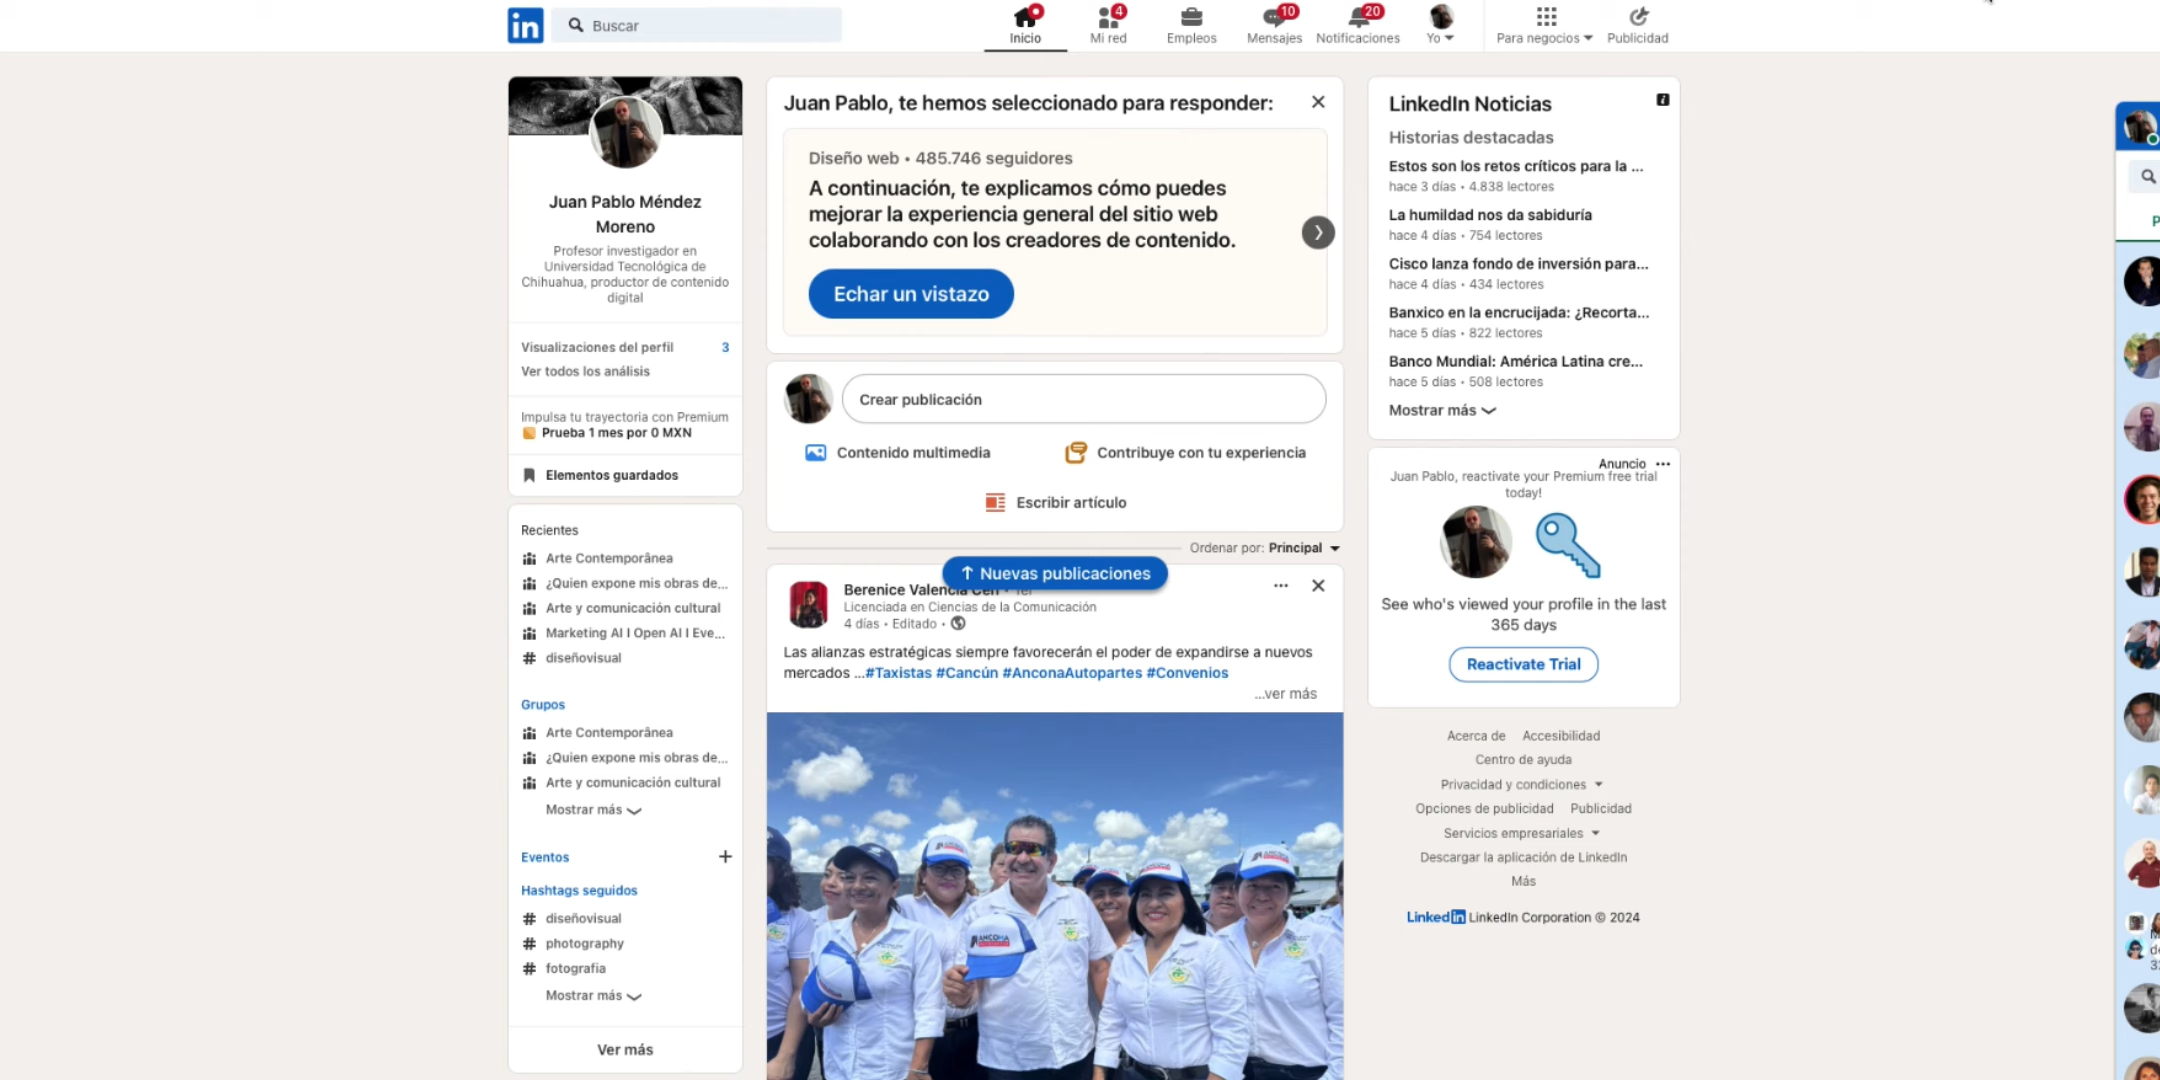 in
Buscar
Inicio
4
Mi red
Empleos
10
Mensajes
20
Notificaciones
Yo
Para negocios
Publicidad
Juan Pablo Méndez
Moreno
Profesor investigador en
Universidad Tecnológica de
Chihuahua, productor de contenido
digital
Visualizaciones del perfil 3
Ver todos los análisis
Impulsa tu trayectoria con Premium
Prueba 1 mes por 0 MXN
Elementos guardados
Recientes
Arte Contemporânea
¿Quien expone mis obras de...
Arte y comunicación cultural
Marketing AI I Open AI I Eve...
# diseñovisual
Grupos
Arte Contemporânea
¿Quien expone mis obras de...
Arte y comunicación cultural
Mostrar más
Eventos +
Hashtags seguidos
# diseñovisual
# photography
# fotografia
Mostrar más
Ver más
Juan Pablo, te hemos seleccionado para responder:
Diseño web • 485.746 seguidores
A continuación, te explicamos cómo puedes
mejorar la experiencia general del sitio web
colaborando con los creadores de contenido.
Echar un vistazo
Crear publicación
Contenido multimedia
Contribuye con tu experiencia
Escribir artículo
Ordenar por: Principal
↑ Nuevas publicaciones
Berenice Valencia
Licenciada en Ciencias de la Comunicación
4 días • Editado •
Las alianzas estratégicas siempre favorecerán el poder de expandirse a nuevos
mercados ...#Taxistas #Cancún #AnconaAutopartes #Convenios
...ver más
ANCONA
LinkedIn Noticias
Historias destacadas
Estos son los retos críticos para la ...
hace 3 días • 4.838 lectores
La humildad nos da sabiduría
hace 4 días • 754 lectores
Cisco lanza fondo de inversión para...
hace 4 días • 434 lectores
Banxico en la encrucijada: ¿Recorta...
hace 5 días • 822 lectores
Banco Mundial: América Latina cre...
hace 5 días • 508 lectores
Mostrar más
Anuncio ...
Juan Pablo, reactivate your Premium free trial
today!
See who's viewed your profile in the last
365 days
Reactivate Trial
Acerca de Accesibilidad
Centro de ayuda
Privacidad y condiciones
Opciones de publicidad Publicidad
Servicios empresariales
Descargar la aplicación de LinkedIn
Más
LinkedIn LinkedIn Corporation © 2024